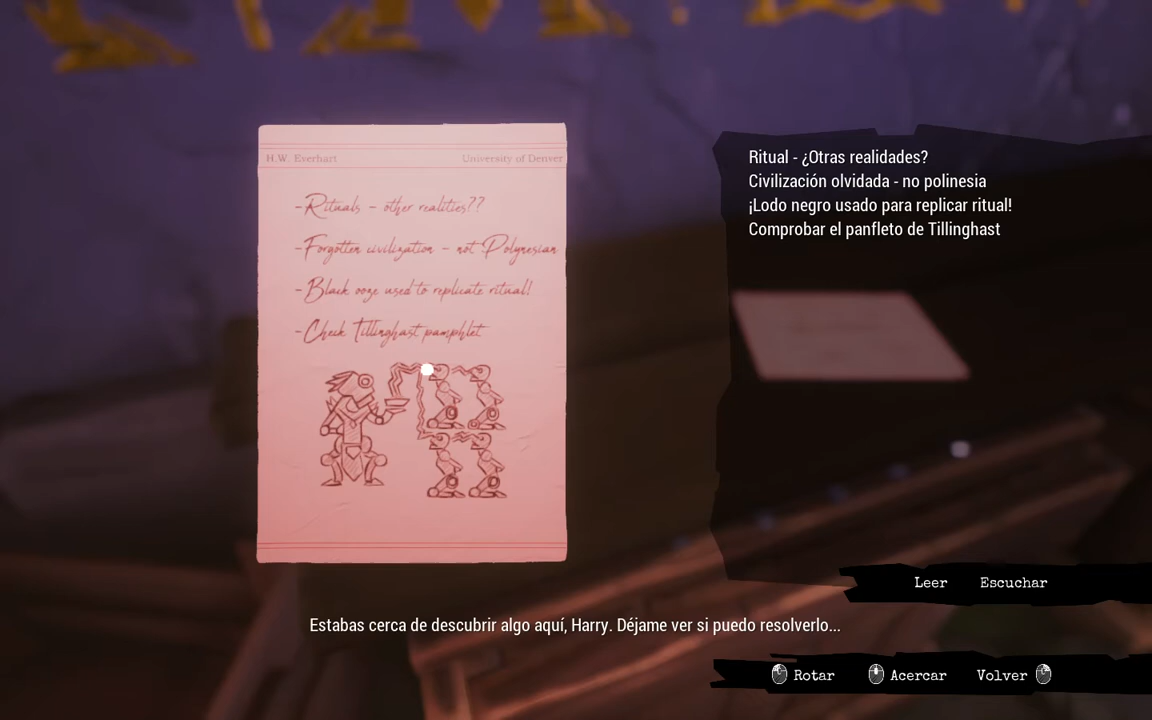 H.W. Everhart University of Denver
-Rituals - other realities??
-Forgotten civilization - not Polynesian
-Black ooze used to replicate ritual!
-Check Tillinghast pamphlet
Ritual - ¿Otras realidades?
Civilización olvidada - no polinesia
¡Lodo negro usado para replicar ritual!
Comprobar el panfleto de Tillinghast
Leer Escuchar
Estabas cerca de descubrir algo aquí, Harry. Déjame ver si puedo resolverlo...
Rotar Acercar Volver